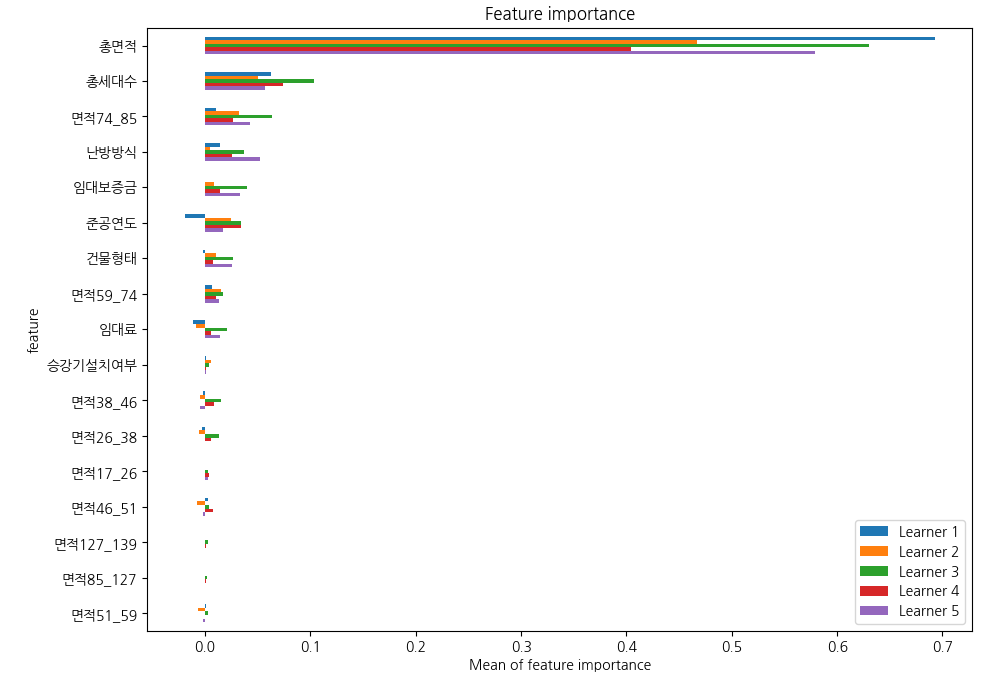 Feature importance
총면적
총세대수
면적74_85
난방방식
임대보증금
준공연도
건물형태
면적59_74
임대료
승강기설치여부
면적38_46
면적26_38
면적17_26
면적46_51
면적127_139
면적85_127
면적51_59
feature
Learner 1
Learner 2
Learner 3
Learner 4
Learner 5
0.0 0.1 0.2 0.3 0.4 0.5 0.6 0.7
Mean of feature importance